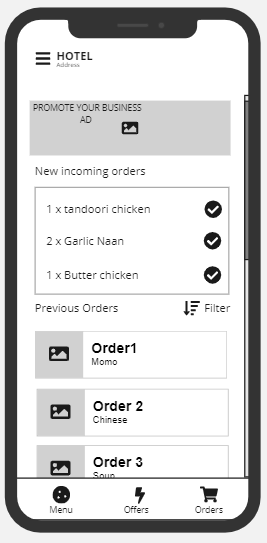 HOTEL
Address
PROMOTE YOUR BUSINESS
AD
New incoming orders
1 x tandoori chicken
2 x Garlic Naan
1 x Butter chicken
Previous Orders
Filter
Order1
Momo
Order 2
Chinese
Order 3
Soup
Menu
Offers
Orders